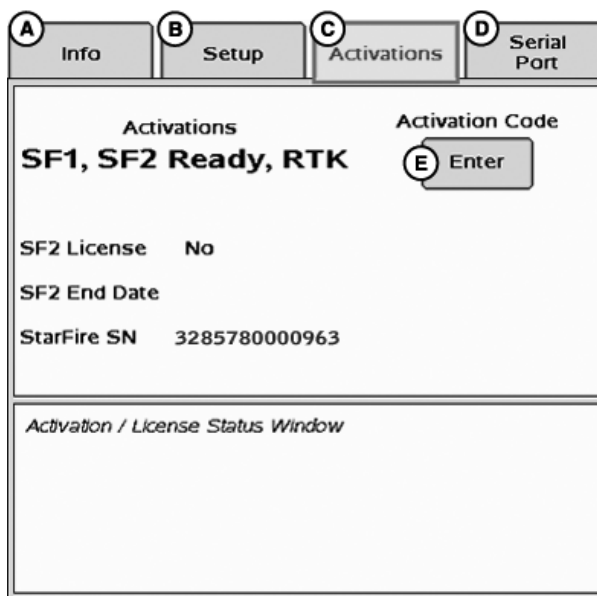 A
Info
B
Setup
C
Activations
D
Serial
Port
Activations
SF1, SF2 Ready, RTK
Activation Code
E
Enter
SF2 License No
SF2 End Date
StarFire SN 3285780000963
Activation / License Status Window